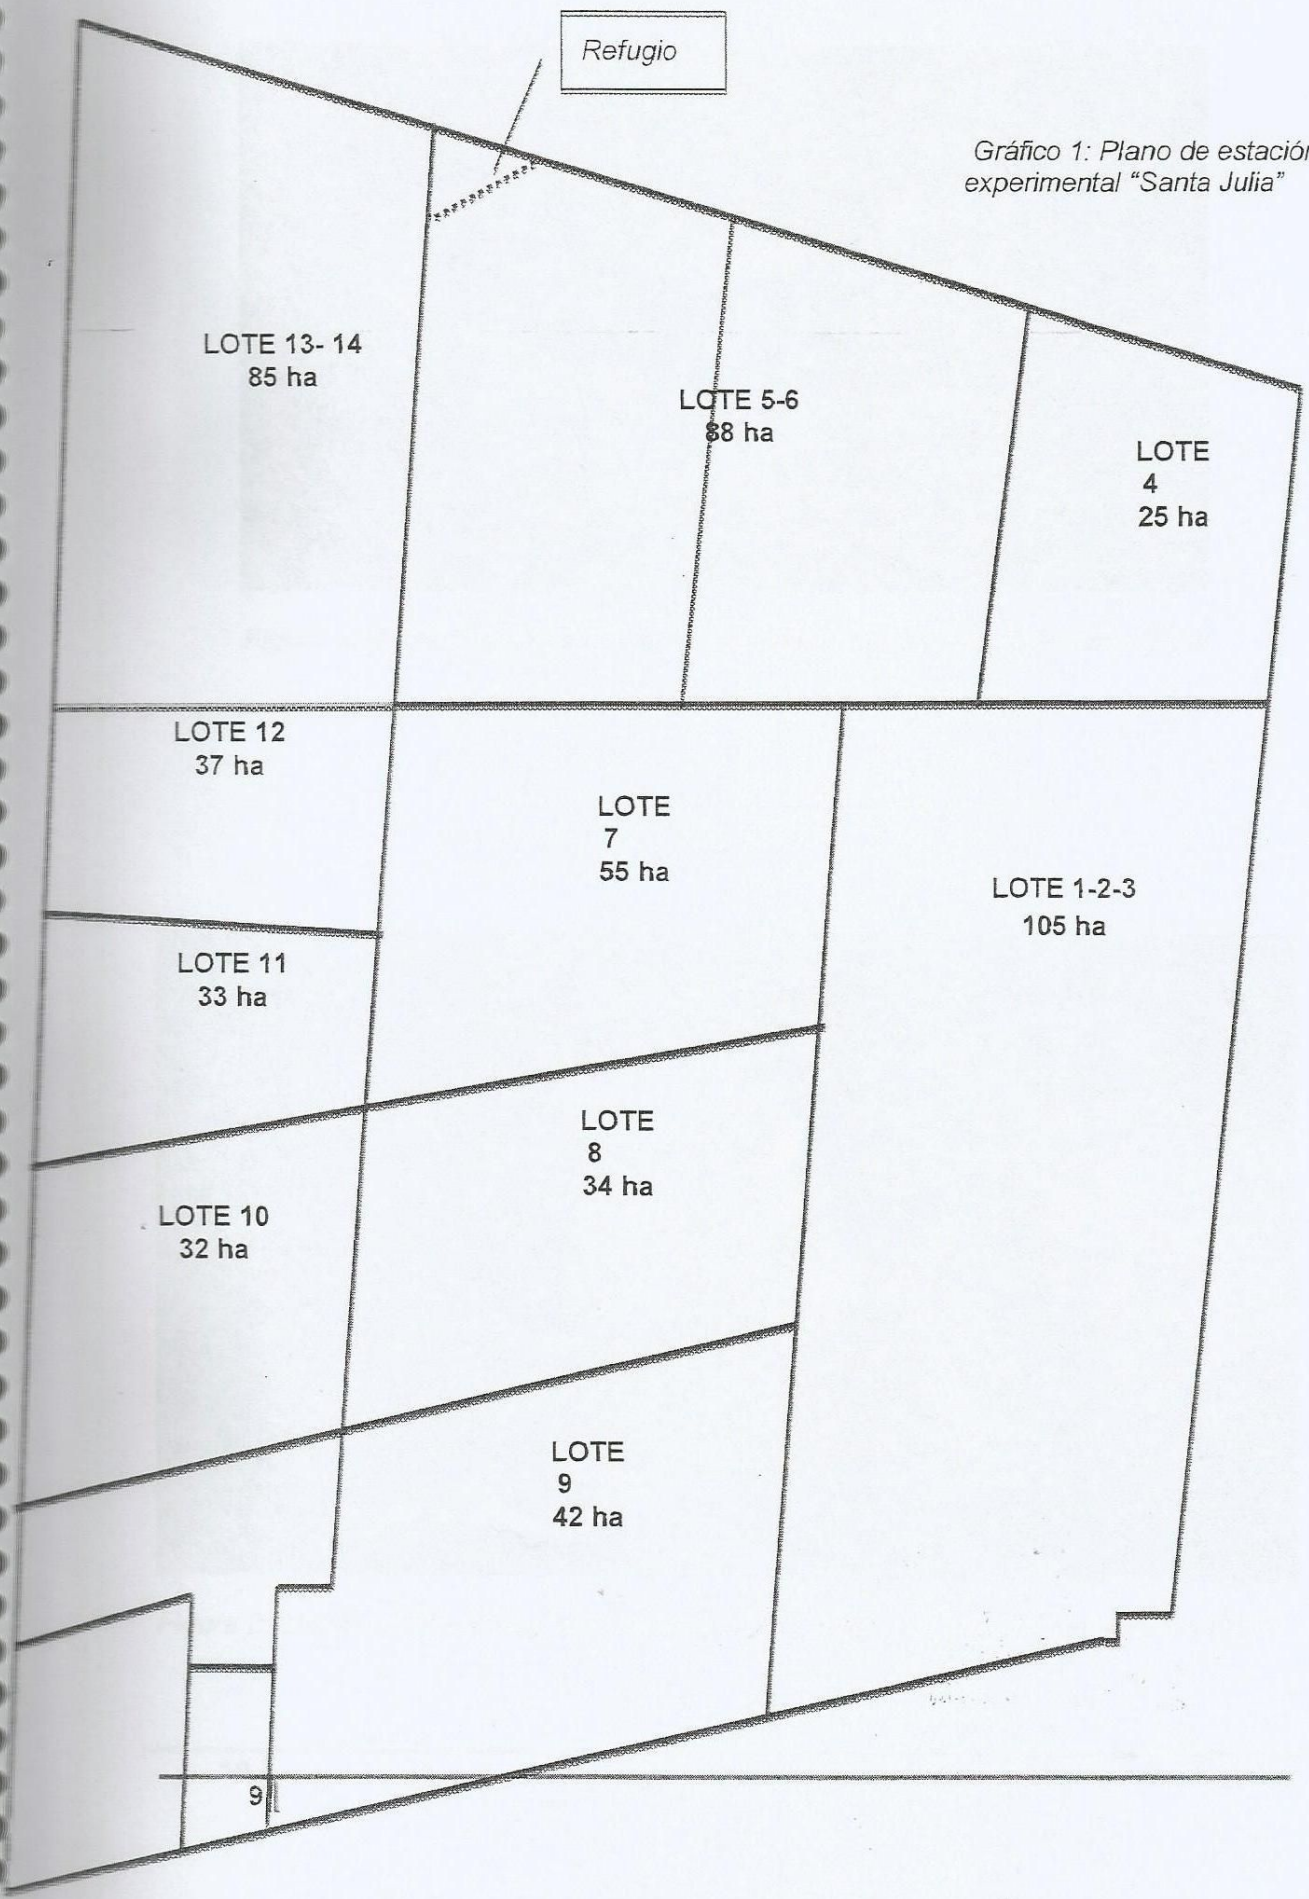 Refugio
Gráfico 1: Plano de estación
experimental “Santa Julia”
LOTE 13- 14
85 ha
LOTE 5-6
88 ha
LOTE
4
25 ha
LOTE 12
37 ha
LOTE
7
55 ha
LOTE 1-2-3
105 ha
LOTE 11
33 ha
LOTE
8
34 ha
LOTE 10
32 ha
LOTE
9
42 ha
9